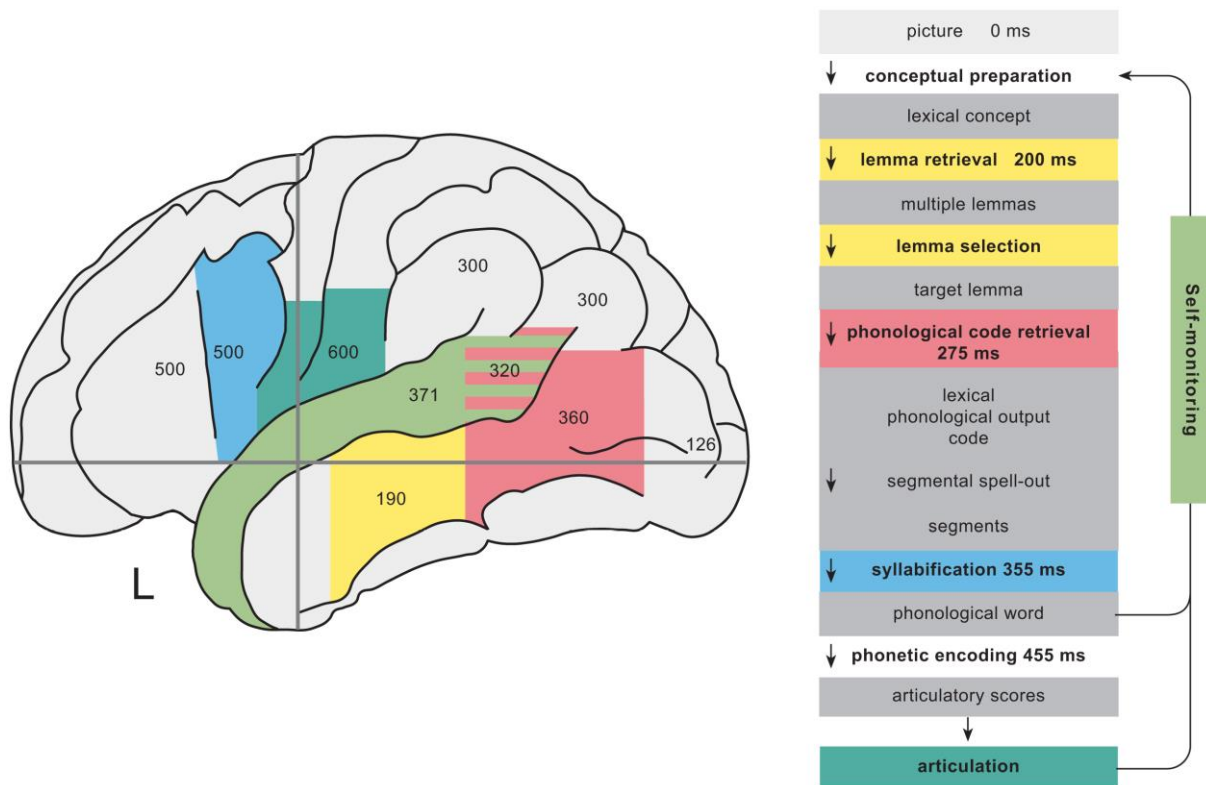 300
300
500
500
600
320
371
360
126
190
L
picture 0 ms
conceptual preparation
lexical concept
lemma retrieval 200 ms
multiple lemmas
lemma selection
target lemma
phonological code retrieval
275 ms
lexical
phonological output
code
segmental spell-out
segments
syllabification 355 ms
phonological word
phonetic encoding 455 ms
articulatory scores
articulation
Self-monitoring